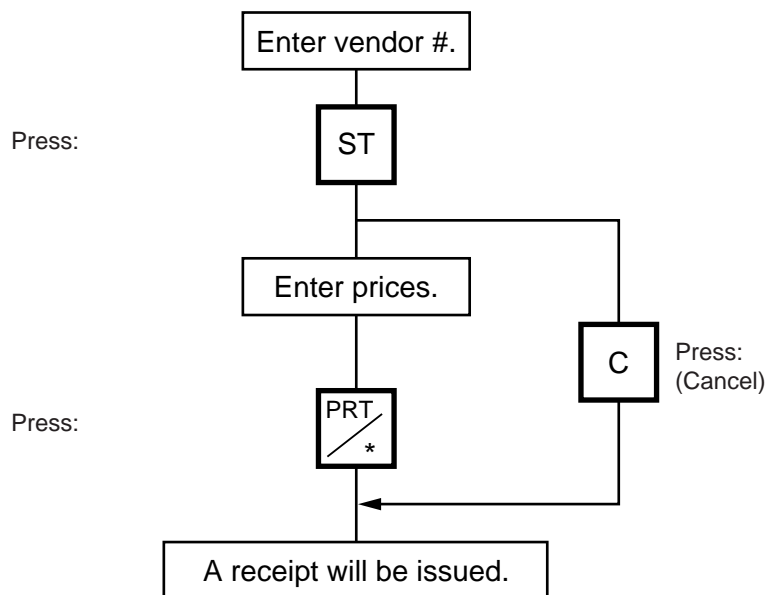 Enter vendor #.
Press:
ST
Enter prices.
C
Press:
(Cancel)
Press:
PRT
*
A receipt will be issued.